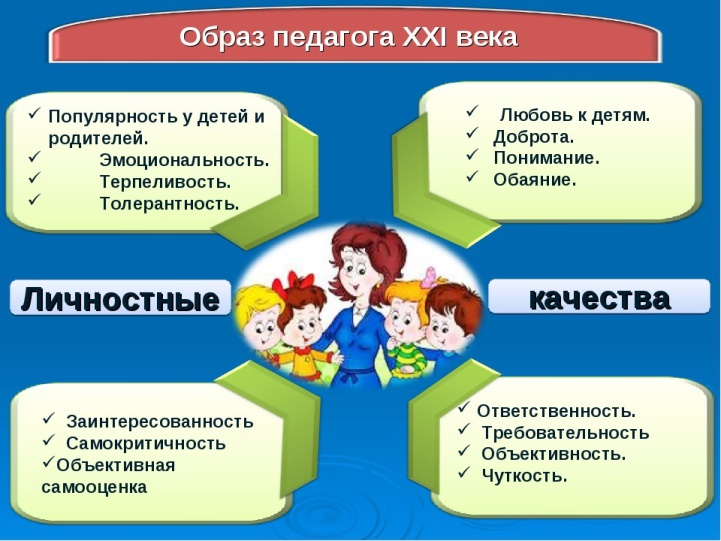 Образ педагога XXI века
✓ Популярность у детей и
родителей.
✓ Эмоциональность.
✓ Терпеливость.
✓ Толерантность.
✓ Любовь к детям.
✓ Доброта.
✓ Понимание.
✓ Обаяние.
Личностные
качества
✓ Заинтересованность
✓ Самокритичность
✓Объективная
самооценка
✓ Ответственность.
✓ Требовательность
✓ Объективность.
✓ Чуткость.